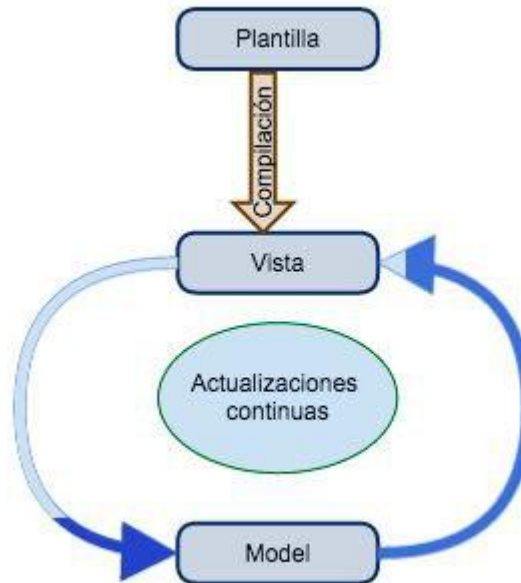 Plantilla
Compilación
Vista
Actualizaciones
continuas
Model